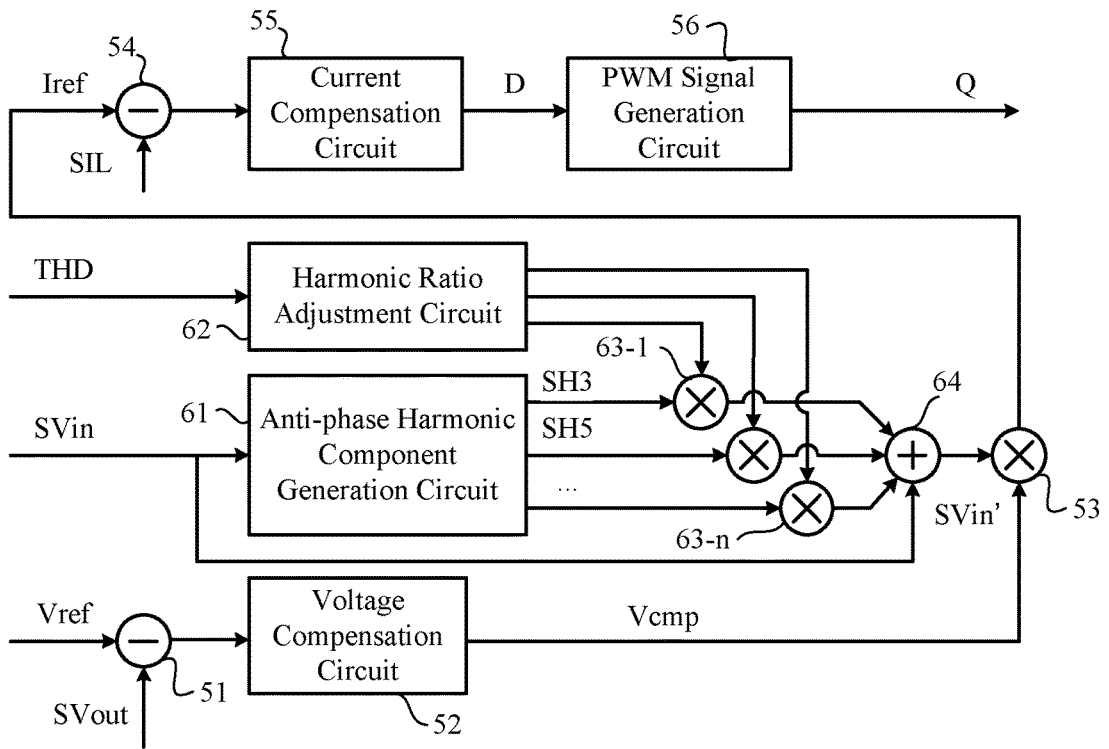 54
55
56
Iref
−
Current
Compensation
Circuit
D
PWM Signal
Generation
Circuit
Q
SIL
THD
Harmonic Ratio
Adjustment Circuit
62
63-1
×
SVin
61
Anti-phase Harmonic
Component
Generation Circuit
SH3
SH5
...
×
×
63-n
64
+
SVin’
×
53
Vref
−
51
SVout
Voltage
Compensation
Circuit
52
Vcmp